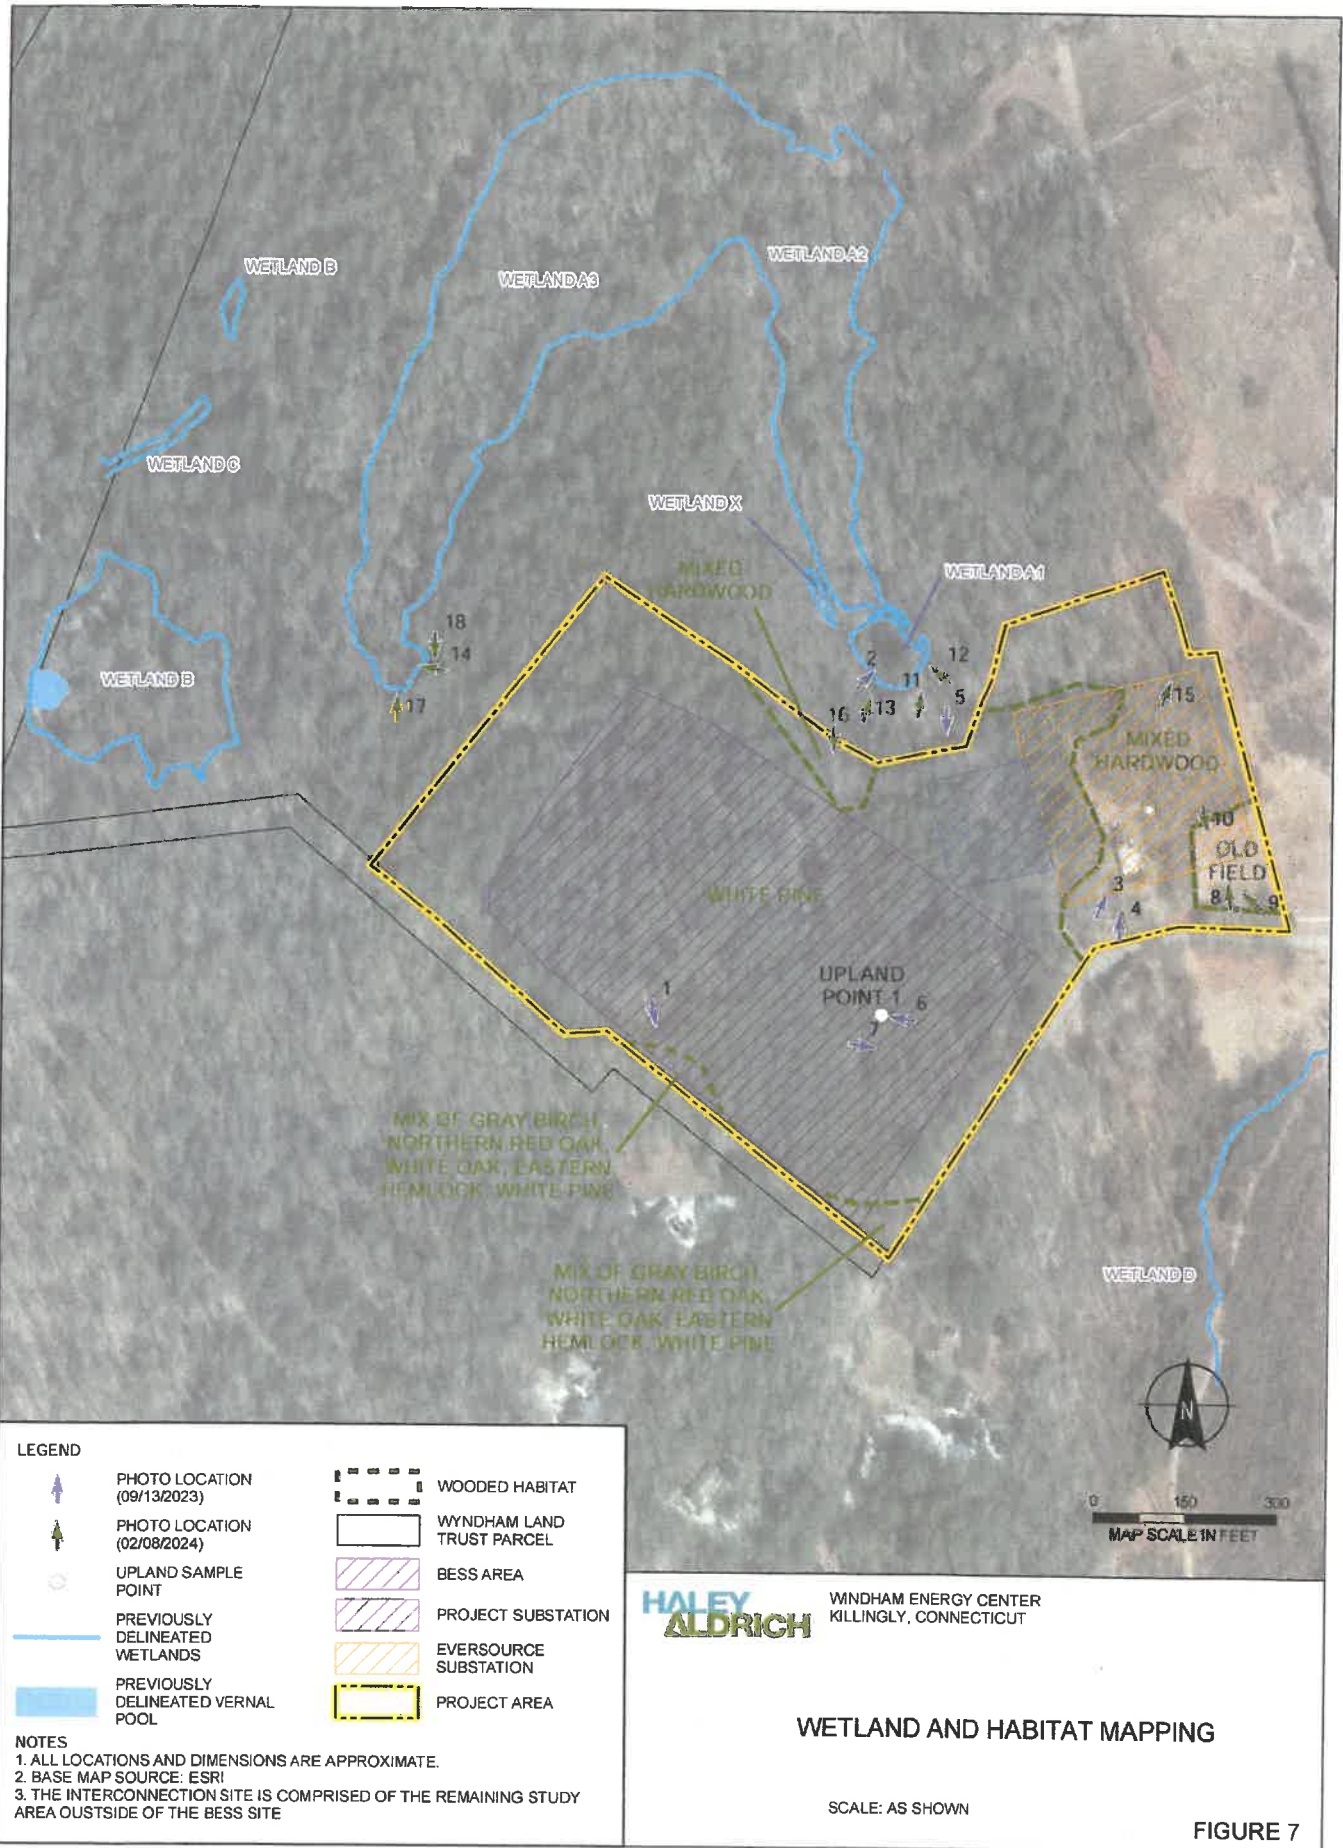 WETLAND B
WETLAND A3
WETLAND A2
WETLAND C
WETLAND X
MIXED
HARDWOOD
WETLAND A1
18
14
17
WETLAND B
2
12
11
5
16
13
15
MIXED
HARDWOOD
10
OLD
FIELD
3
8
9
4
WHITE PINE
UPLAND
POINT 1
6
7
1
MIX OF GRAY BIRCH,
NORTHERN RED OAK,
WHITE OAK, EASTERN
HEMLOCK, WHITE PINE
MIX OF GRAY BIRCH,
NORTHERN RED OAK,
WHITE OAK, EASTERN
HEMLOCK, WHITE PINE
WETLAND D
N
0 150 300
MAP SCALE IN FEET
LEGEND
PHOTO LOCATION
(09/13/2023)
PHOTO LOCATION
(02/08/2024)
UPLAND SAMPLE
POINT
PREVIOUSLY
DELINEATED
WETLANDS
PREVIOUSLY
DELINEATED VERNAL
POOL
WOODED HABITAT
WYNDHAM LAND
TRUST PARCEL
BESS AREA
PROJECT SUBSTATION
EVERSOURCE
SUBSTATION
PROJECT AREA
NOTES
1. ALL LOCATIONS AND DIMENSIONS ARE APPROXIMATE.
2. BASE MAP SOURCE: ESRI
3. THE INTERCONNECTION SITE IS COMPRISED OF THE REMAINING STUDY
AREA OUSTSIDE OF THE BESS SITE
HALEY
ALDRICH
WINDHAM ENERGY CENTER
KILLINGLY, CONNECTICUT
WETLAND AND HABITAT MAPPING
SCALE: AS SHOWN
FIGURE 7